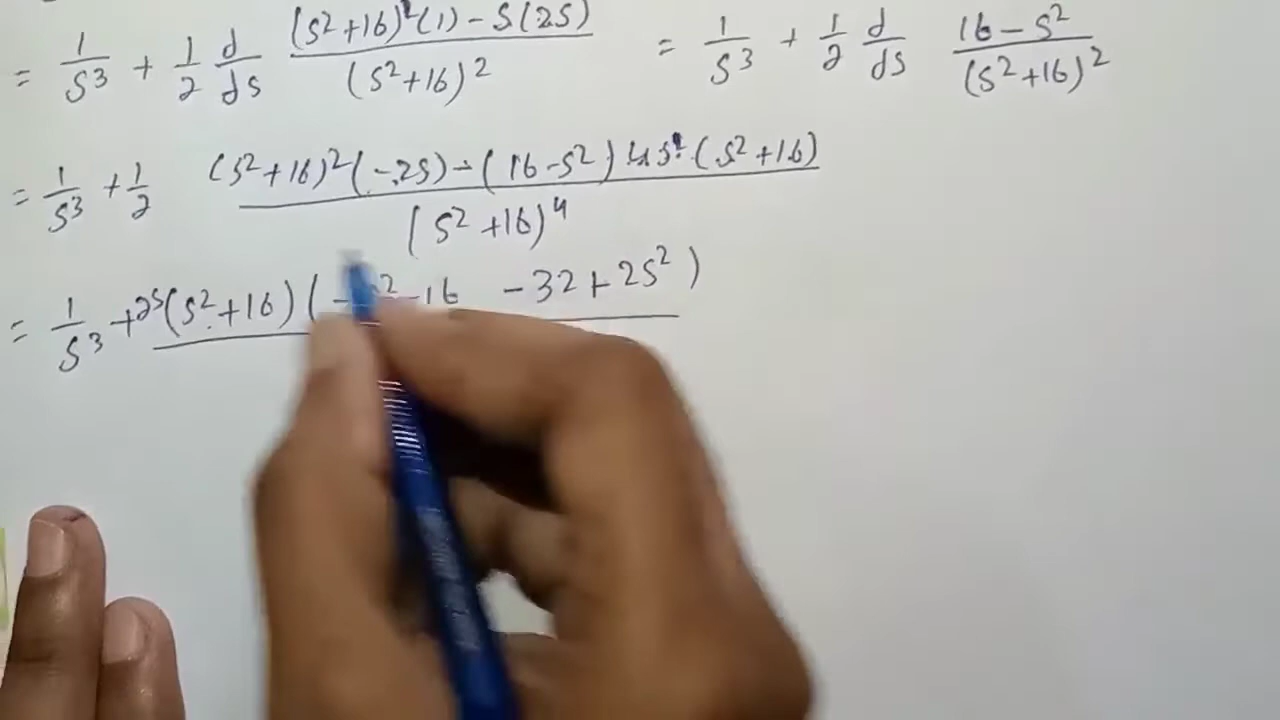 = 1/s³ + 1/2 d/ds ((s²+16)(1) - s(2s))/(s²+16)² = 1/s³ + 1/2 d/ds (16-s²)/(s²+16)²
= 1/s³ + 1/2 ((s²+16)²(-2s) - (16-s²) 4s (s²+16))/(s²+16)⁴
= 1/s³ + 2s(s²+16)( -16 -32+2s²)